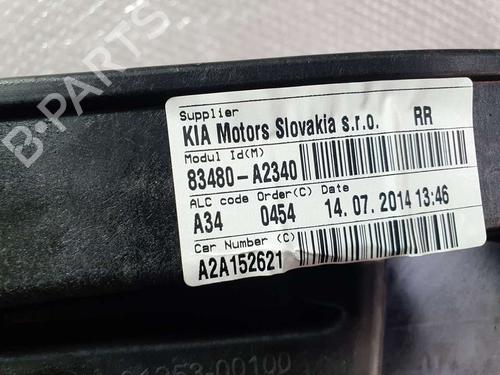 B-PARTS
Supplier
KIA Motors Slovakia s.r.o. RR
Modul Id(M)
83480-A2340
ALC code Order(C) Date
A34 0454 14. 07. 2014 13:46
Car Number (C)
A2A152621